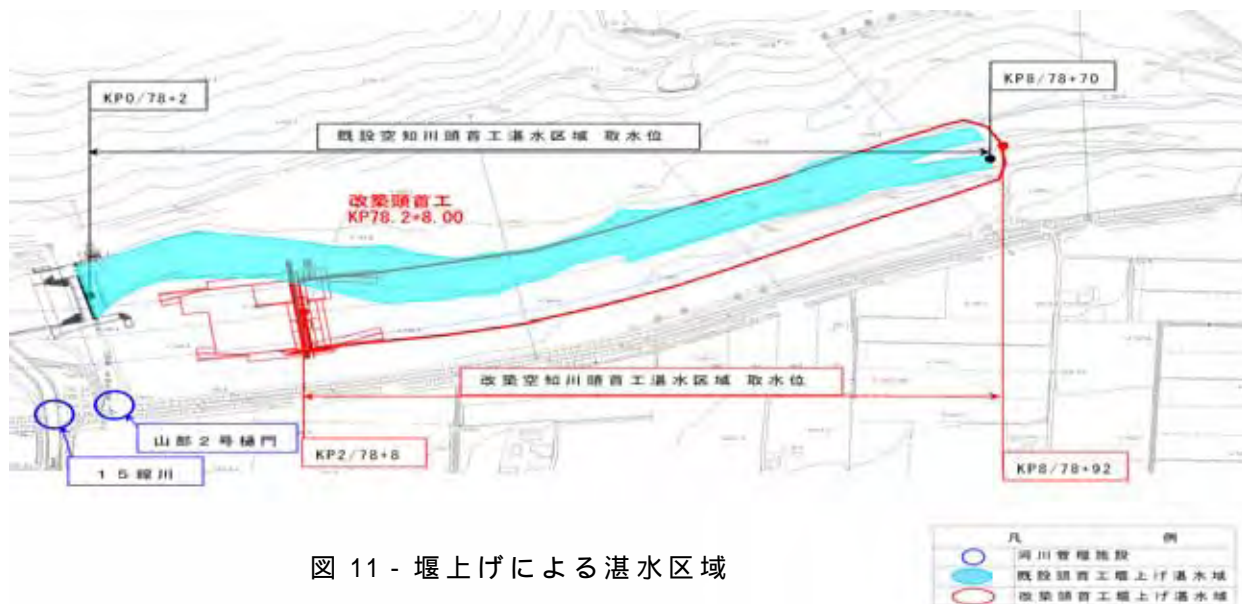 KP0/78+2
KP8/78+70
既設空知川頭首工湛水区域 取水位
改築頭首工
KP78.2+8.00
改築空知川頭首工湛水区域 取水位
山部2号樋門
KP2/78+8
KP8/78+92
15線川
図 11 - 堰上げによる湛水区域
凡 例
河川管理施設
既設頭首工堰上げ湛水域
改築頭首工堰上げ湛水域